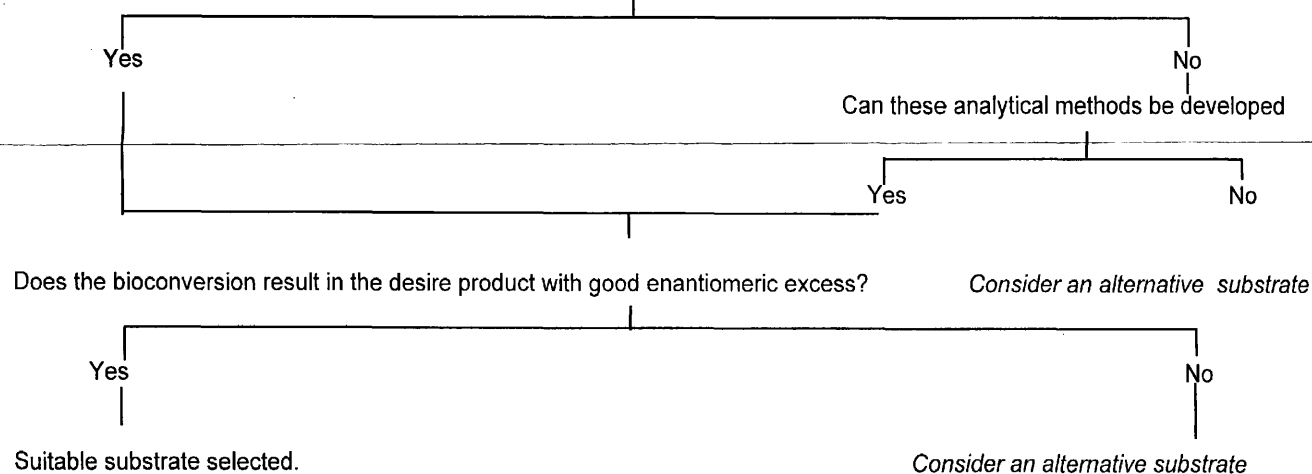 Yes
No
Can these analytical methods be developed
Yes
No
Does the bioconversion result in the desire product with good enantiomeric excess?
Consider an alternative substrate
Yes
No
Suitable substrate selected.
Consider an alternative substrate